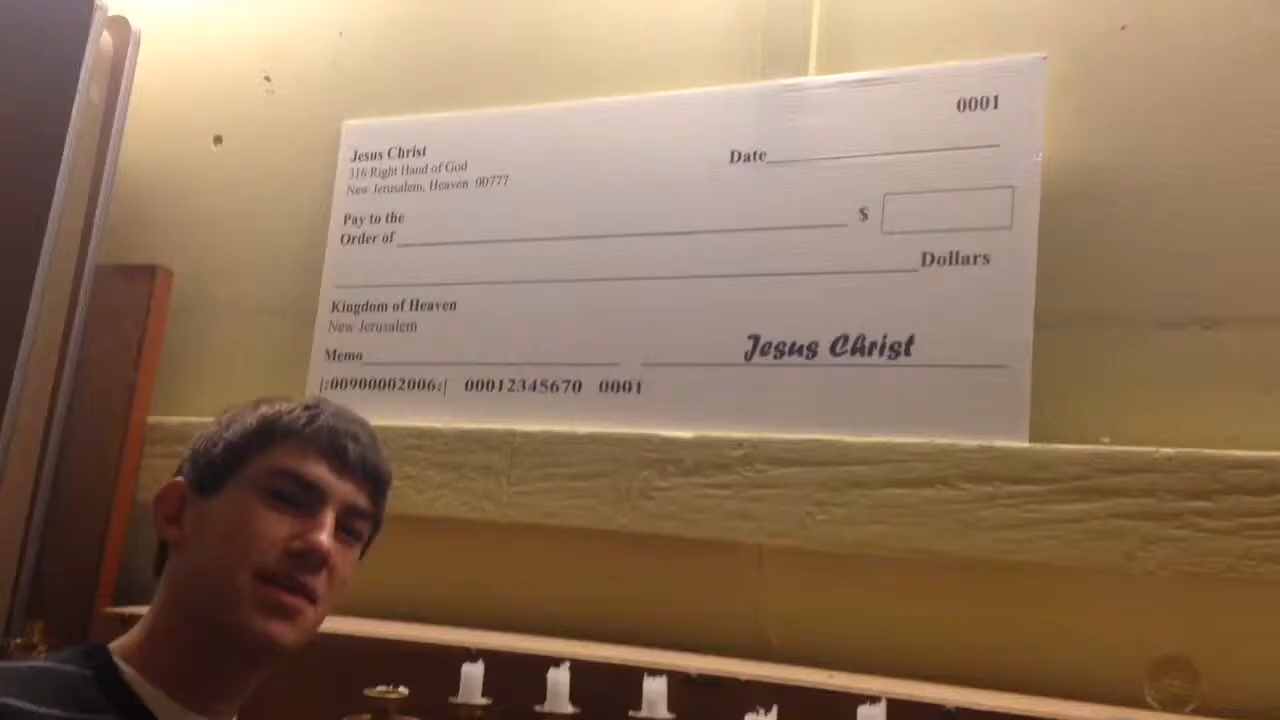 0001
Jesus Christ
316 Right Hand of God
New Jerusalem, Heaven 00777
Date
Pay to the
Order of
$
Dollars
Kingdom of Heaven
New Jerusalem
Memo
Jesus Christ
|:00900002006:| 00012345670 0001